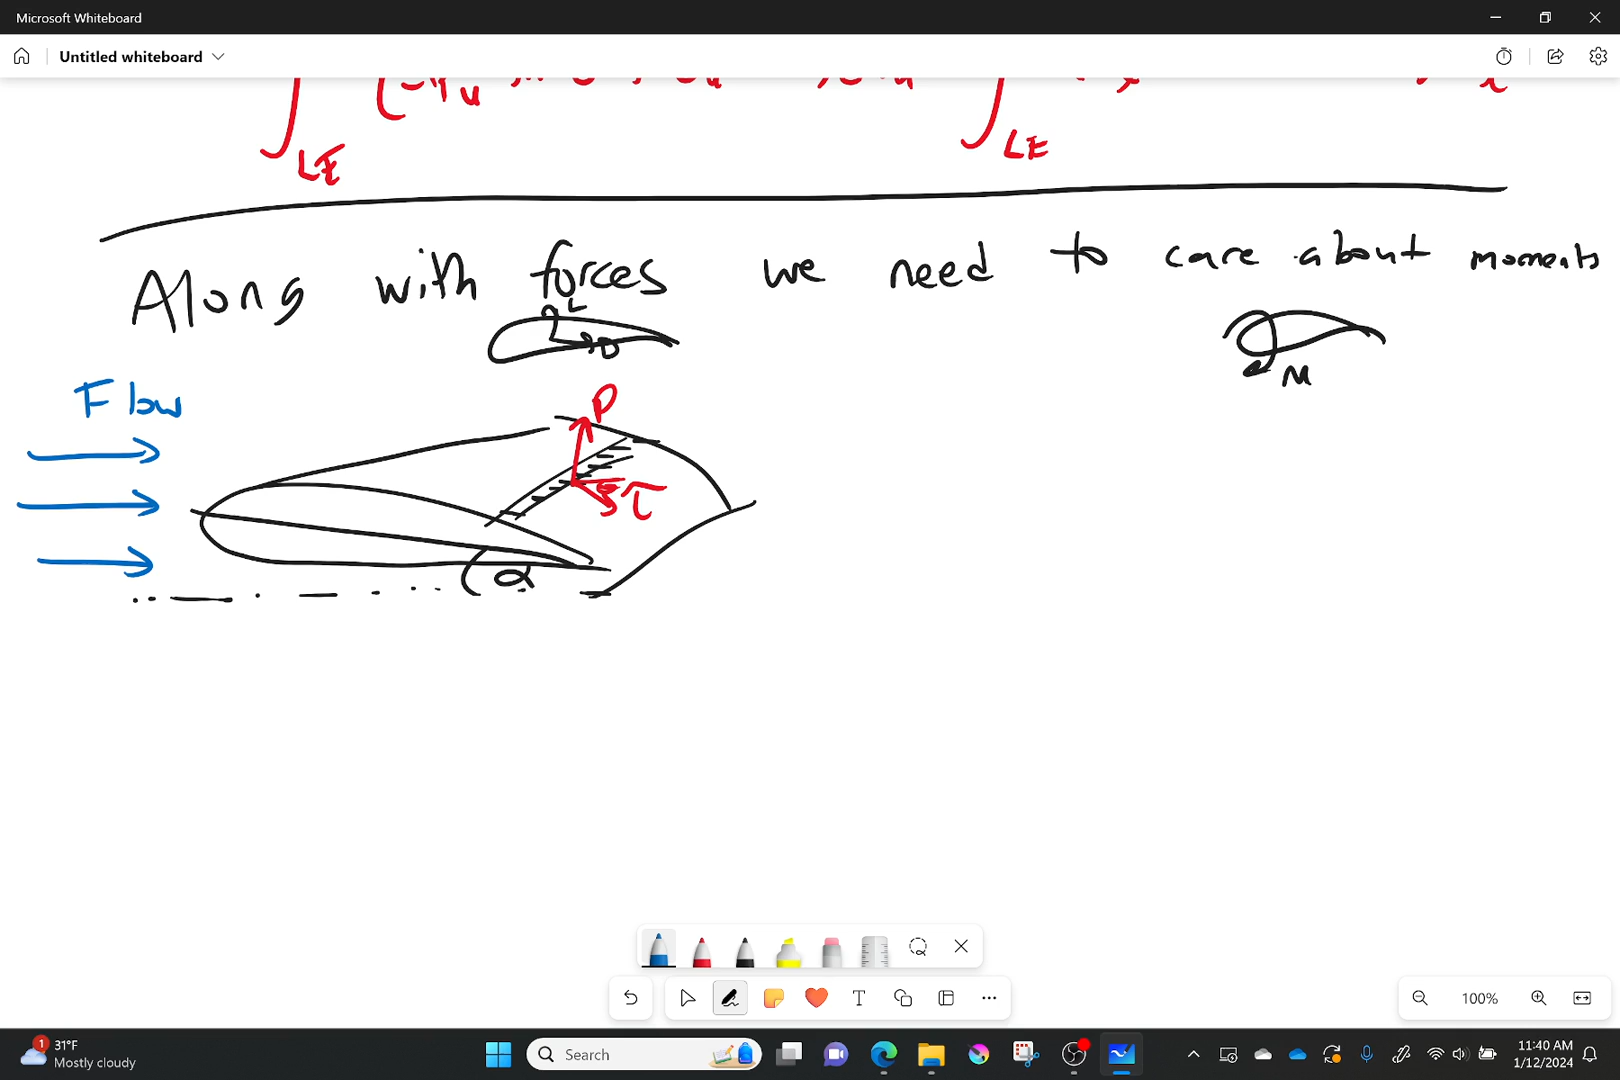 Microsoft Whiteboard
Untitled whiteboard
LE
LE
Along with forces we need to care about moments
L
D
M
Flow
P
τ
α
100%
1
31°F
Mostly cloudy
Search
11:40 AM
1/12/2024